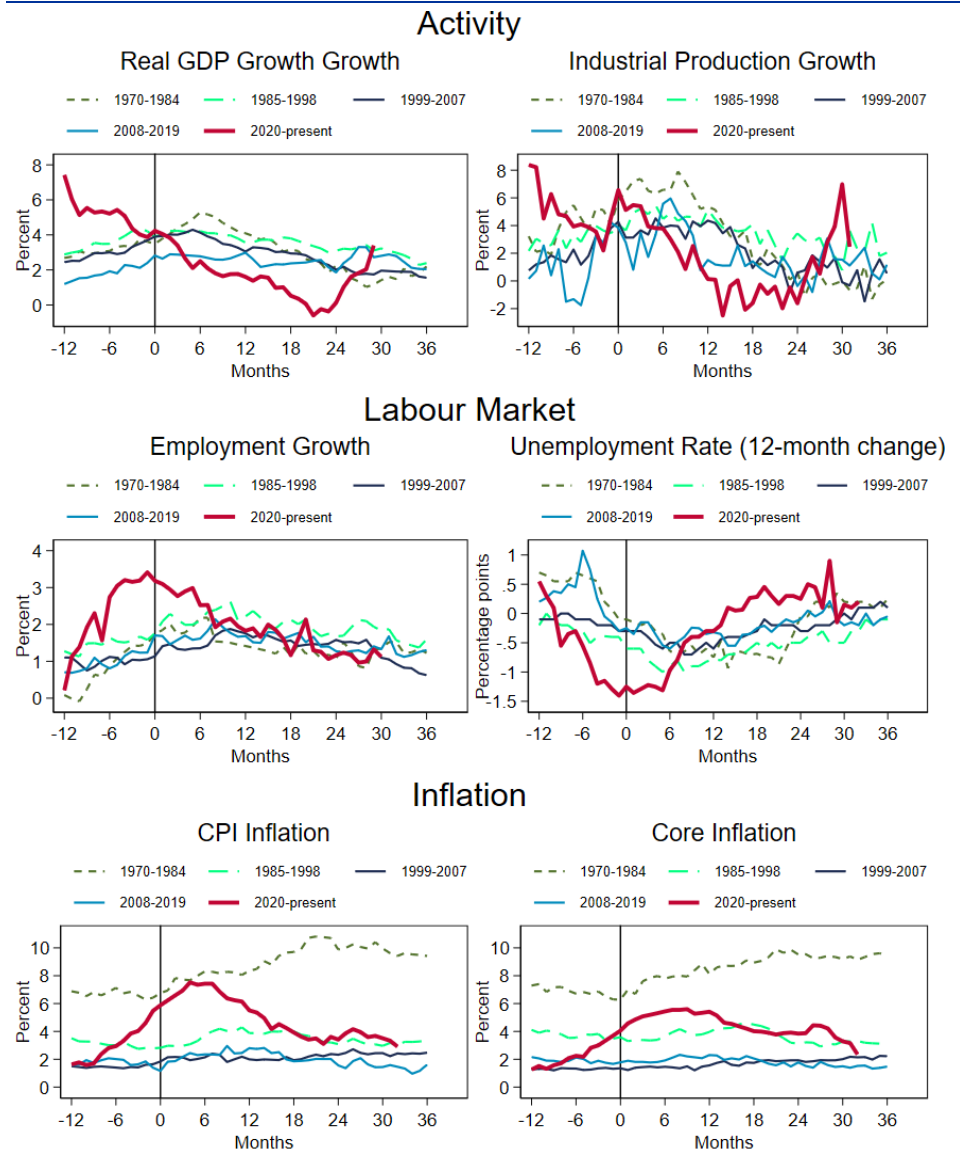 Activity
Real GDP Growth Growth
1970-1984 1985-1998 1999-2007
2008-2019 2020-present
Percent
8
6
4
2
0
-12 -6 0 6 12 18 24 30 36
Months
Industrial Production Growth
1970-1984 1985-1998 1999-2007
2008-2019 2020-present
Percent
8
6
4
2
0
-2
-12 -6 0 6 12 18 24 30 36
Months
Labour Market
Employment Growth
1970-1984 1985-1998 1999-2007
2008-2019 2020-present
Percent
4
3
2
1
0
-12 -6 0 6 12 18 24 30 36
Months
Unemployment Rate (12-month change)
1970-1984 1985-1998 1999-2007
2008-2019 2020-present
Percentage points
1
.5
0
-.5
-1
-1.5
-12 -6 0 6 12 18 24 30 36
Months
Inflation
CPI Inflation
1970-1984 1985-1998 1999-2007
2008-2019 2020-present
Percent
10
8
6
4
2
0
-12 -6 0 6 12 18 24 30 36
Months
Core Inflation
1970-1984 1985-1998 1999-2007
2008-2019 2020-present
Percent
10
8
6
4
2
0
-12 -6 0 6 12 18 24 30 36
Months